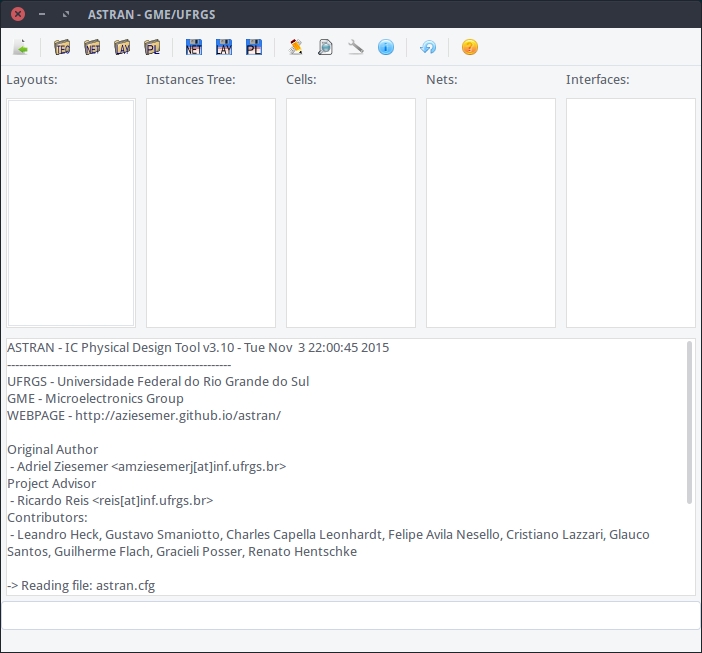 ASTRAN - GME/UFRGS
TEC NET LAY PL NET LAY PL
Layouts: Instances Tree: Cells: Nets: Interfaces:
ASTRAN - IC Physical Design Tool v3.10 - Tue Nov  3 22:00:45 2015
--------------------------------------------------------
UFRGS - Universidade Federal do Rio Grande do Sul
GME - Microelectronics Group
WEBPAGE - http://aziesemer.github.io/astran/
Original Author
 - Adriel Ziesemer <amziesemerj[at]inf.ufrgs.br>
Project Advisor
 - Ricardo Reis <reis[at]inf.ufrgs.br>
Contributors:
 - Leandro Heck, Gustavo Smaniotto, Charles Capella Leonhardt, Felipe Avila Nesello, Cristiano Lazzari, Glauco
Santos, Guilherme Flach, Gracieli Posser, Renato Hentschke
-> Reading file: astran.cfg